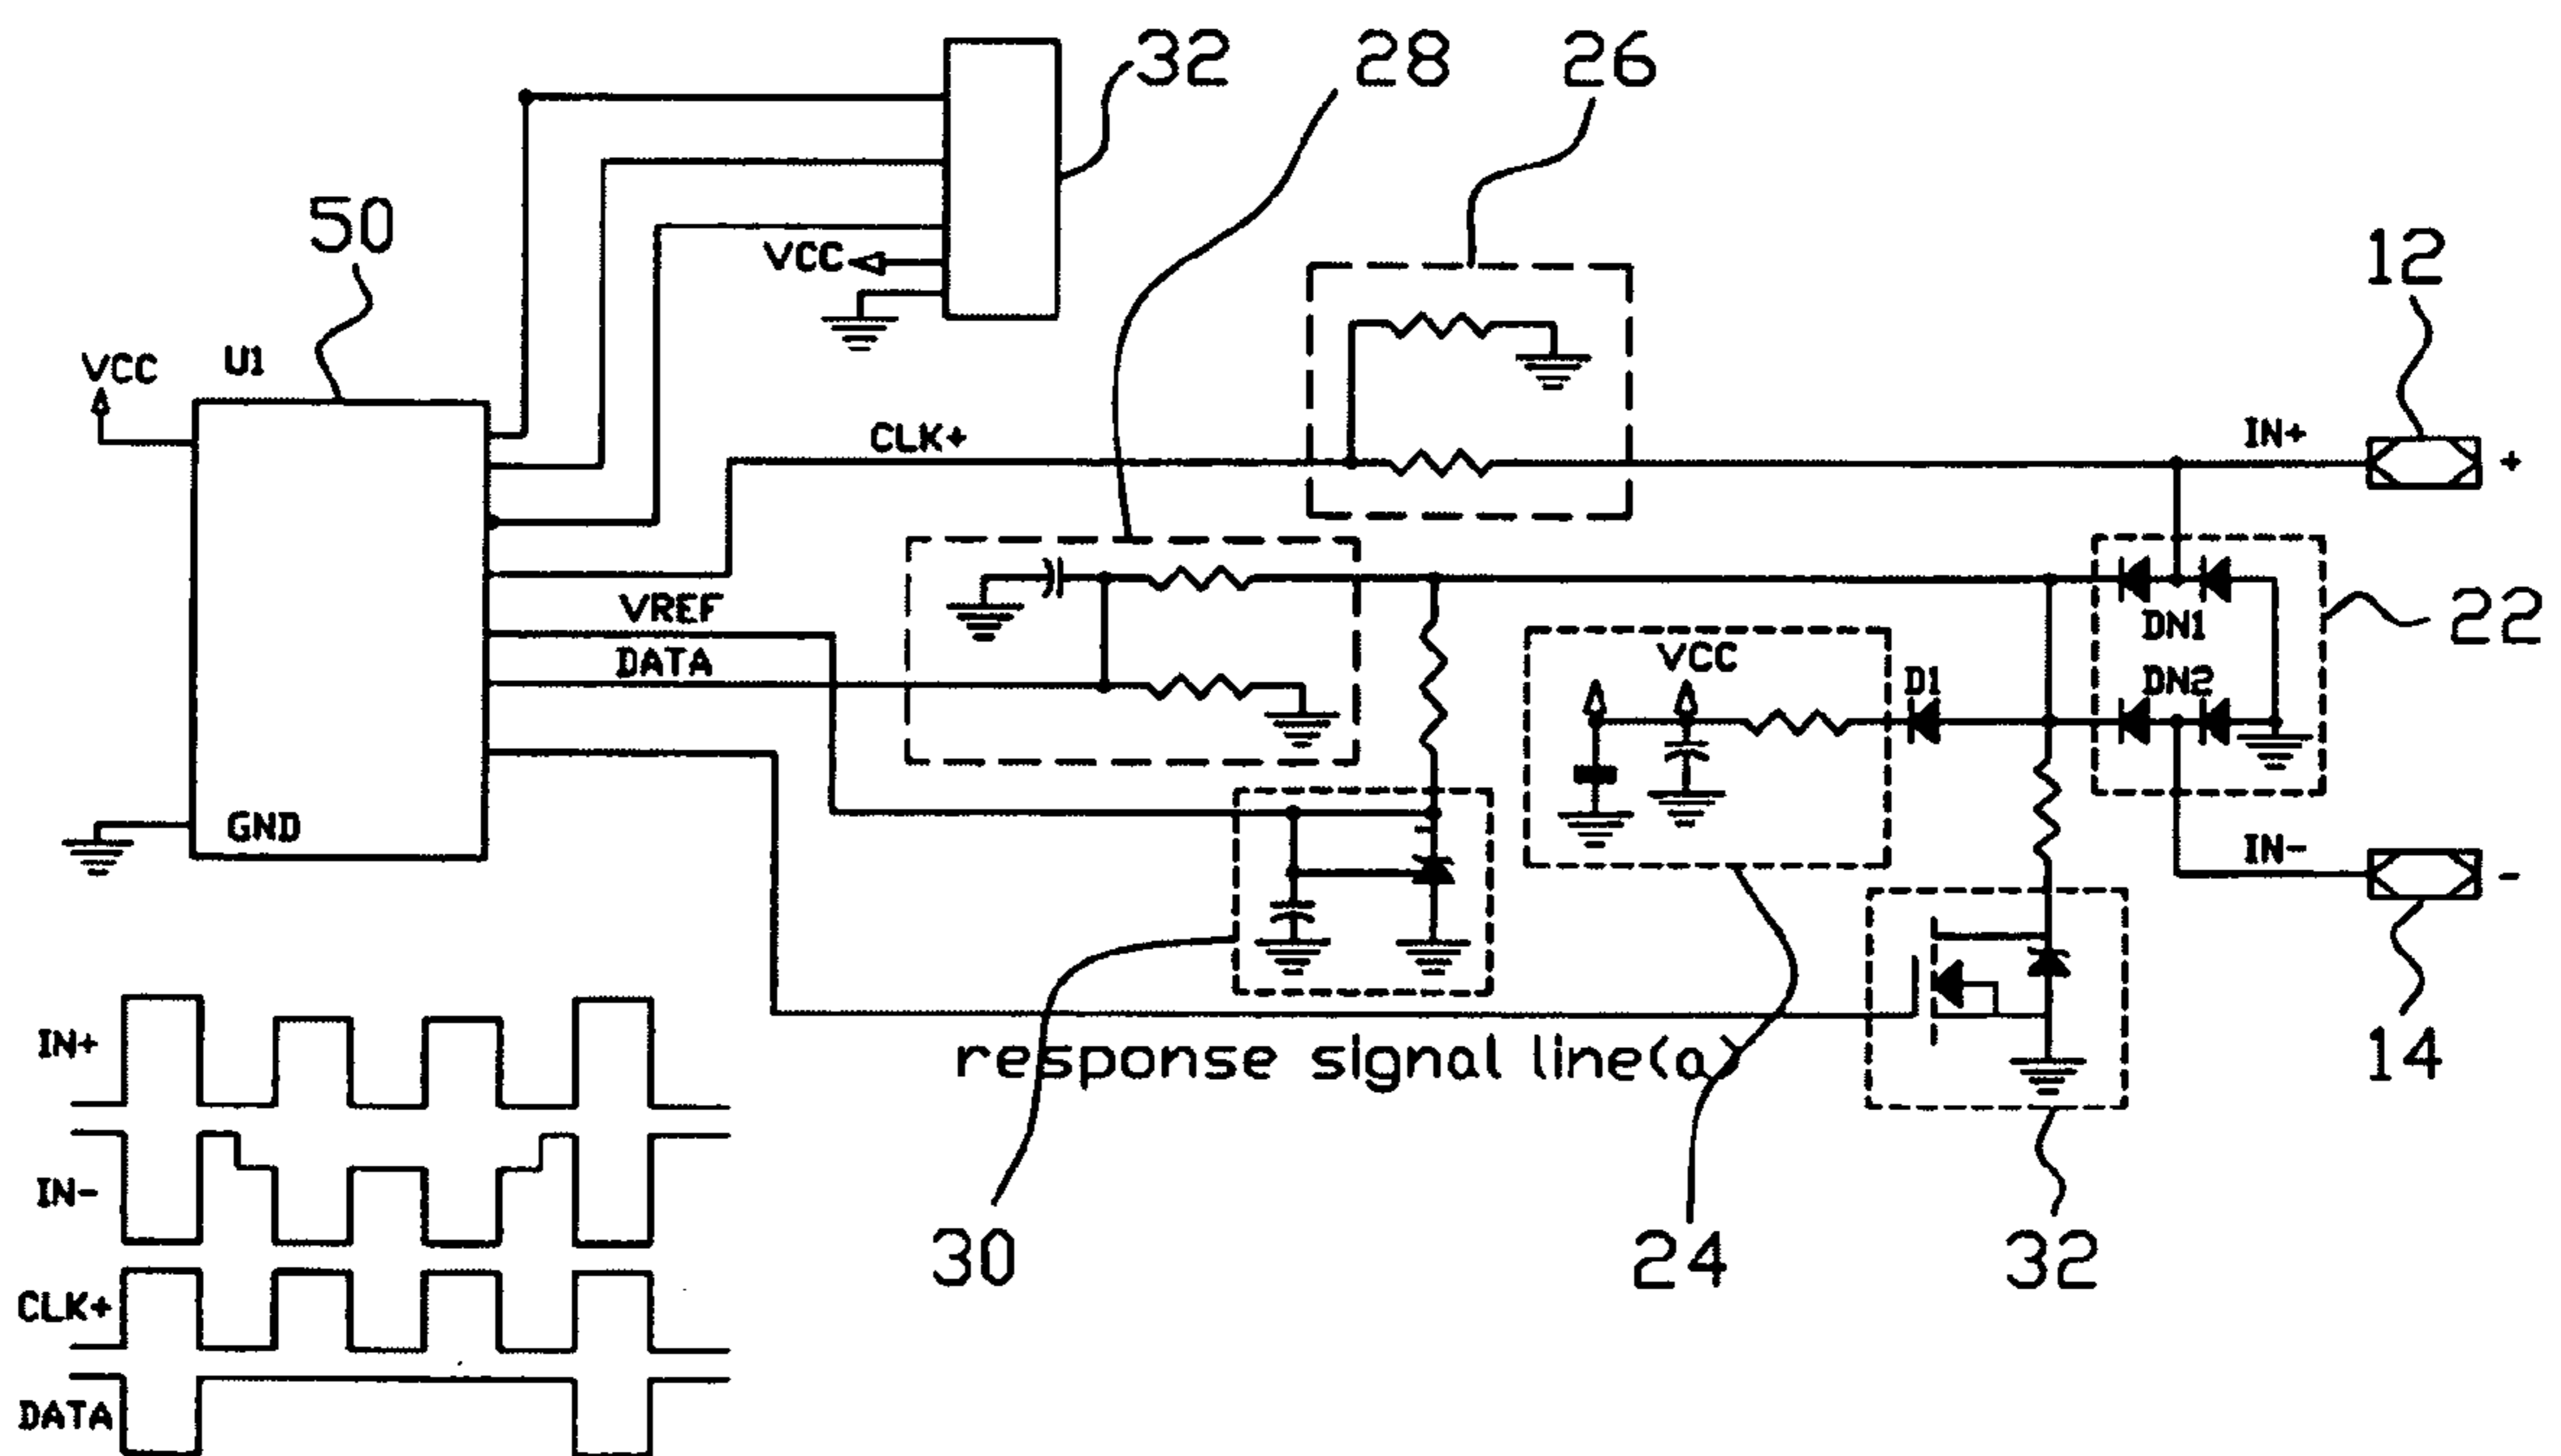 32
28
26
50
12
VCC
VCC
U1
CLK+
IN+
+
VREF
DATA
DN1
22
VCC
D1
DN2
GND
IN-
-
IN+
response signal line(a)
14
IN-
30
24
32
CLK+
DATA